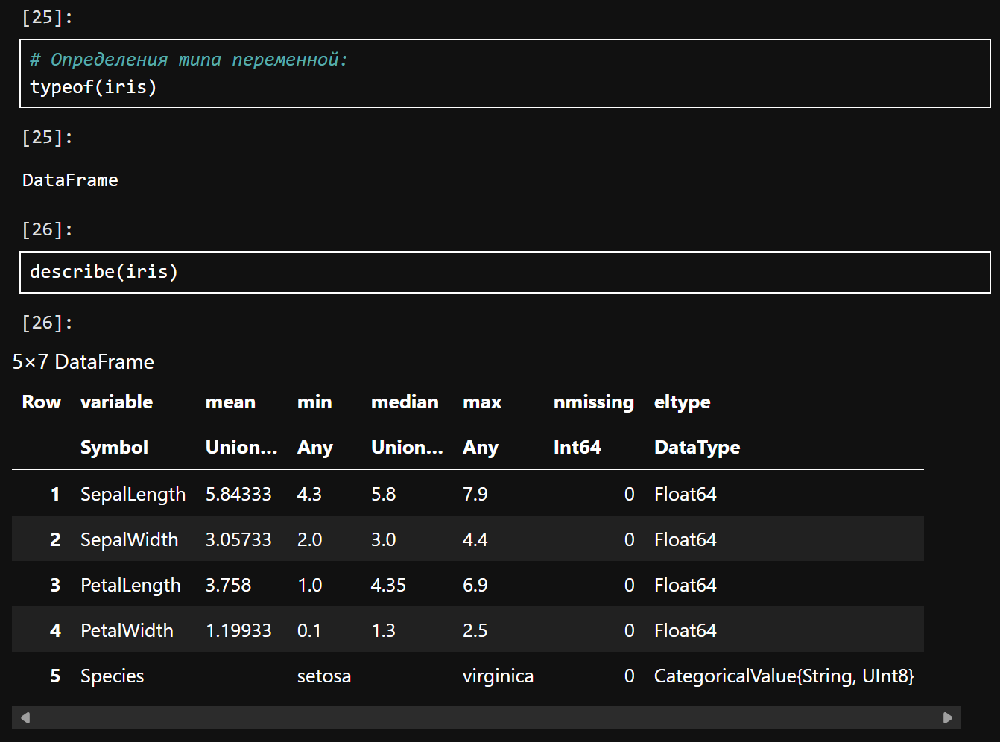 [25]:
# Определения типа переменной:
typeof(iris)
[25]:
DataFrame
[26]:
describe(iris)
[26]:
5×7 DataFrame
Row variable mean min median max nmissing eltype
Symbol Union… Any Union… Any Int64 DataType
1 SepalLength 5.84333 4.3 5.8 7.9 0 Float64
2 SepalWidth 3.05733 2.0 3.0 4.4 0 Float64
3 PetalLength 3.758 1.0 4.35 6.9 0 Float64
4 PetalWidth 1.19933 0.1 1.3 2.5 0 Float64
5 Species setosa virginica 0 CategoricalValue{String, UInt8}